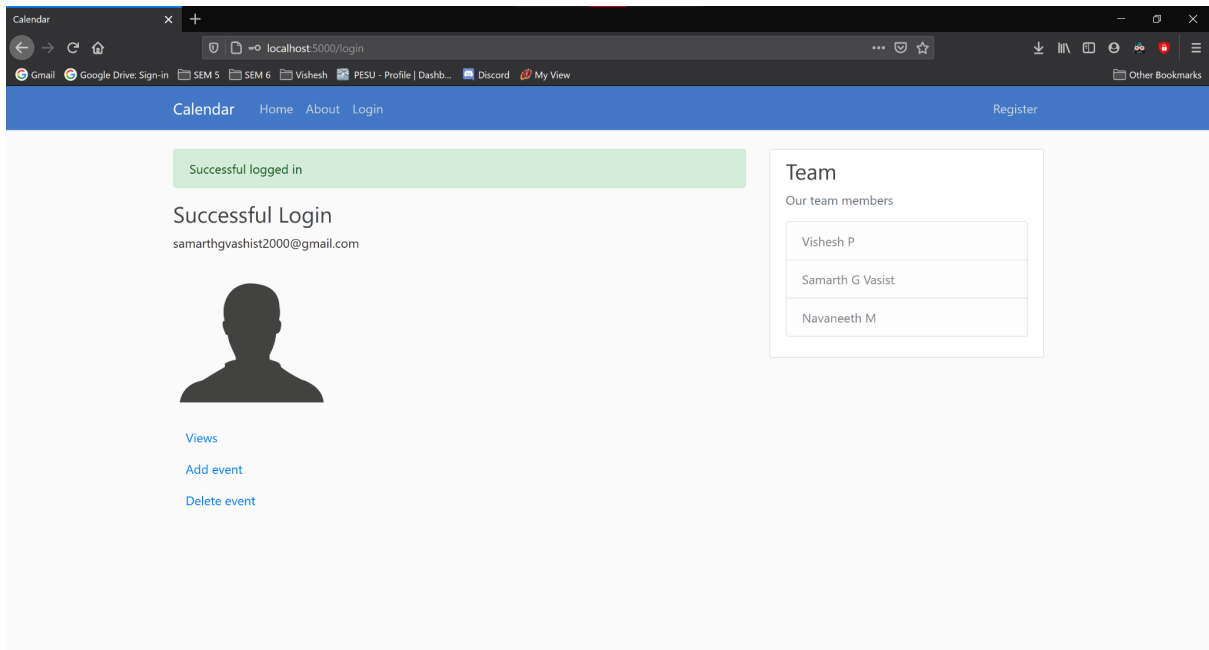 Calendar
localhost:5000/login
Gmail Google Drive: Sign-in SEM 5 SEM 6 Vishesh PESU - Profile | Dashb... Discord My View Other Bookmarks
Calendar Home About Login Register
Successful logged in
Successful Login
samarthgvashist2000@gmail.com
Views
Add event
Delete event
Team
Our team members
Vishesh P
Samarth G Vasist
Navaneeth M